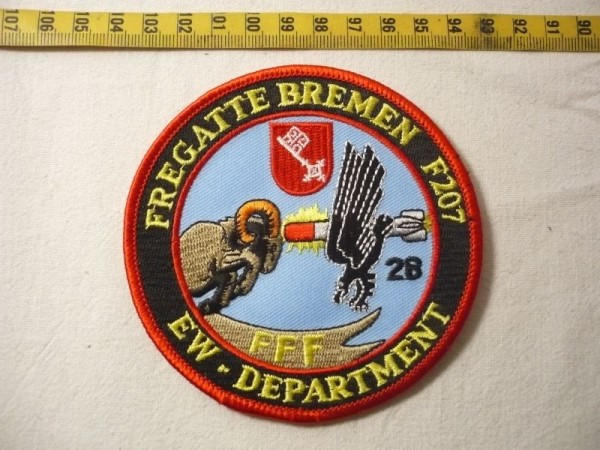 107 106 105 104 103 102 101 100 99 98 97 96 95 94 93 92 91 90
FREGATTE BREMEN F207
28
FFF
EW - DEPARTMENT